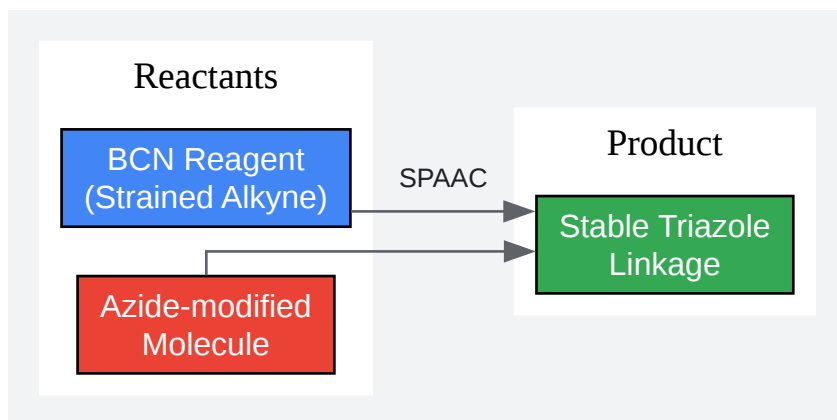 Reactants
BCN Reagent
(Strained Alkyne)
Azide-modified
Molecule
SPAAC
Product
Stable Triazole
Linkage